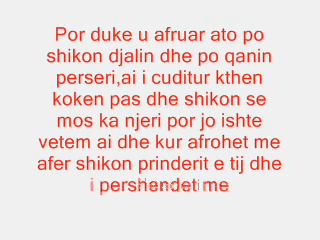 Por duke u afruar ato po
shikon djalin dhe po qanin
perseri,ai i cuditur kthen
koken pas dhe shikon se
mos ka njeri por jo ishte
vetem ai dhe kur afrohet me
afer shikon prinderit e tij dhe
i pershendet me